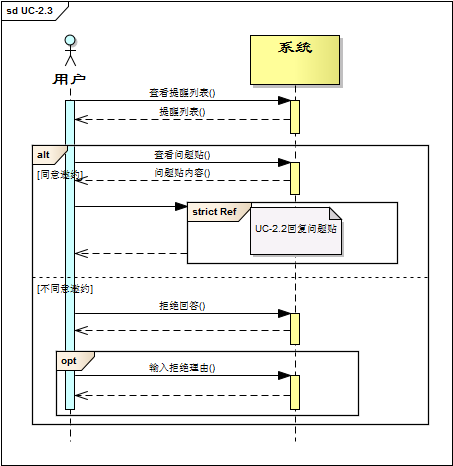 sd UC-2.3
用户
系统
查看提醒列表()
提醒列表()
alt
[同意邀约]
查看问题贴()
问题贴内容()
strict Ref
UC-2.2回复问题贴
[不同意邀约]
拒绝回答()
opt
输入拒绝理由()